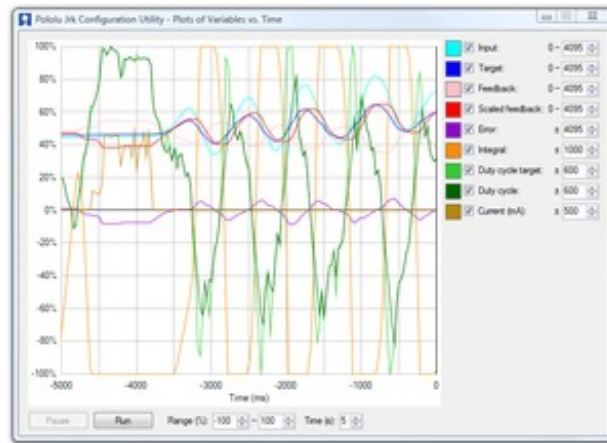 Pololu Jrk Configuration Utility - Plots of Variables vs. Time
100%
80%
60%
40%
20%
0%
-20%
-40%
-60%
-80%
-100%
-5000 -4000 -3000 -2000 -1000 0
Time (ms)
Input: 0 - 4095
Target: 0 - 4095
Feedback: 0 - 4095
Scaled feedback: 0 - 4095
Error: ± 4095
Integral: ± 1000
Duty cycle target: ± 600
Duty cycle: ± 600
Current (mA): ± 500
Pause Run Range (%): -100 - 100 Time (s): 5